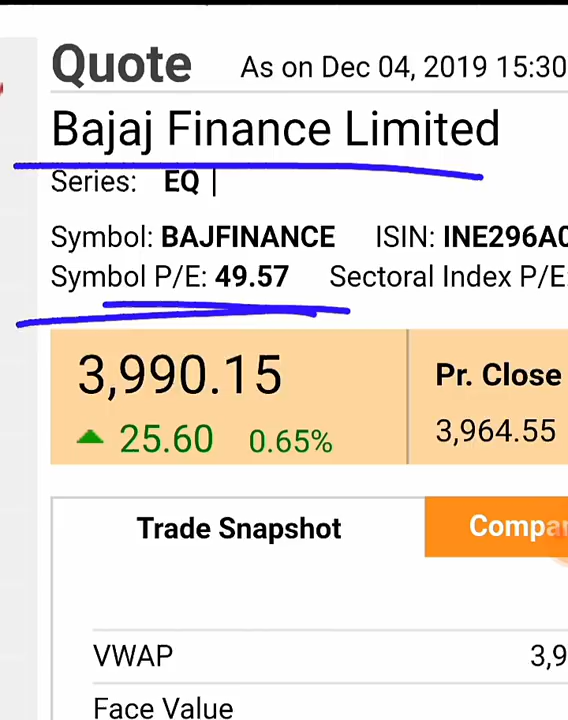 Quote As on Dec 04, 2019 15:30
Bajaj Finance Limited
Series: EQ |
Symbol: BAJFINANCE ISIN: INE296A0
Symbol P/E: 49.57 Sectoral Index P/E:
3,990.15 Pr. Close
25.60 0.65% 3,964.55
Trade Snapshot Compar
VWAP 3,9
Face Value